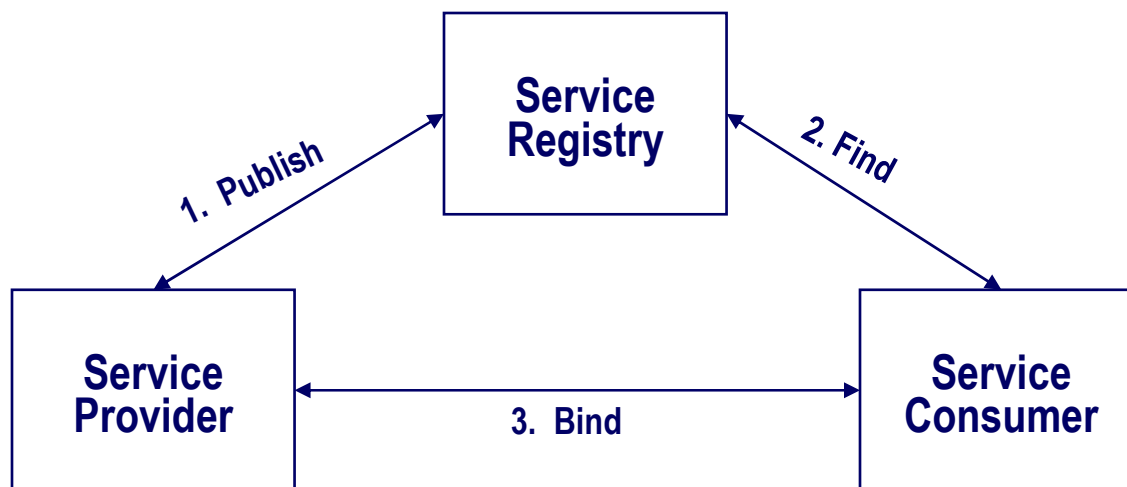 Service
Registry
1. Publish
2. Find
Service
Provider
3. Bind
Service
Consumer